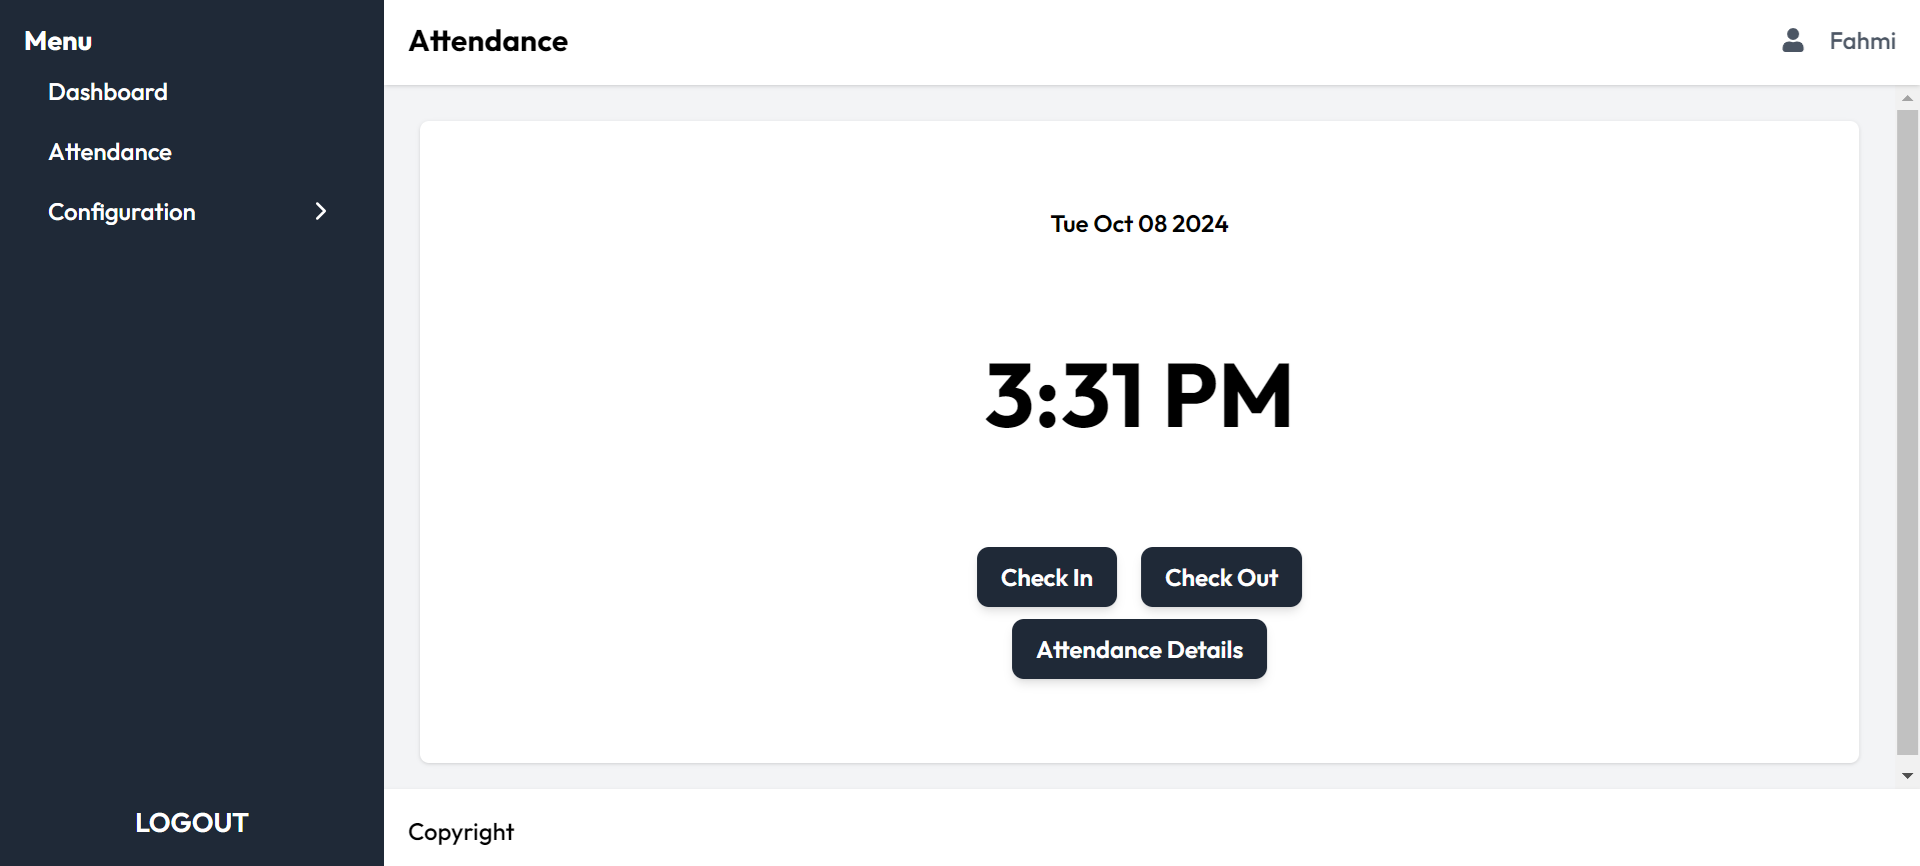 Menu
Dashboard
Attendance
Configuration
LOGOUT
Attendance
Fahmi
Tue Oct 08 2024
3:31 PM
Check In
Check Out
Attendance Details
Copyright